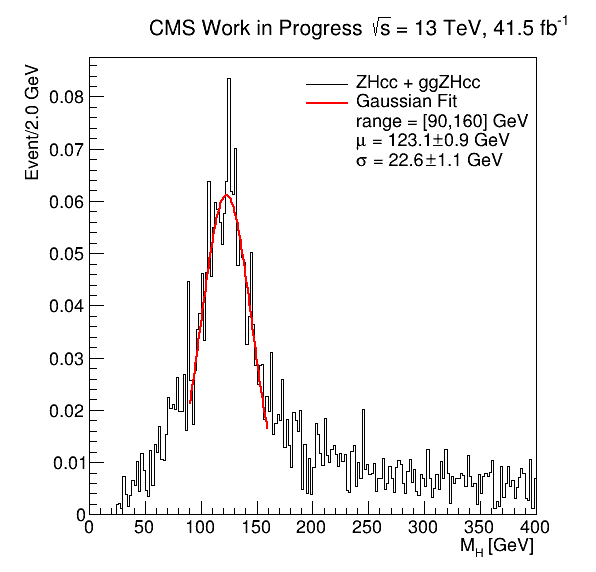 CMS Work in Progress √s = 13 TeV, 41.5 fb⁻¹
Event/2.0 GeV
ZHcc + ggZHcc
Gaussian Fit
range = [90,160] GeV
μ = 123.1±0.9 GeV
σ = 22.6±1.1 GeV
0.08
0.07
0.06
0.05
0.04
0.03
0.02
0.01
0
0 50 100 150 200 250 300 350 400
M_H [GeV]